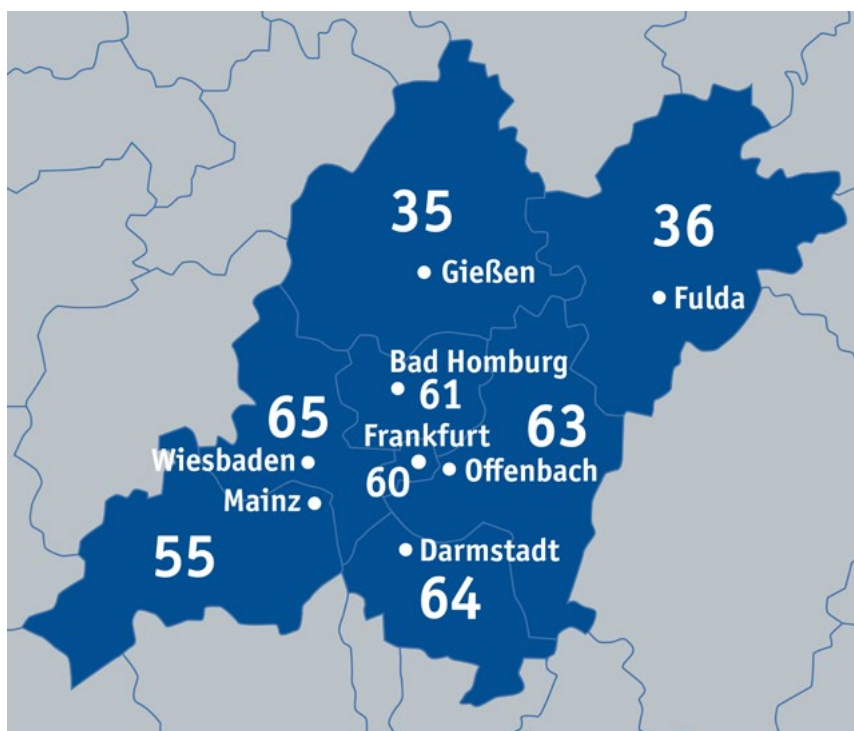 35
36
Gießen
Fulda
Bad Homburg
61
65
63
Frankfurt
Wiesbaden
60
Offenbach
Mainz
55
Darmstadt
64